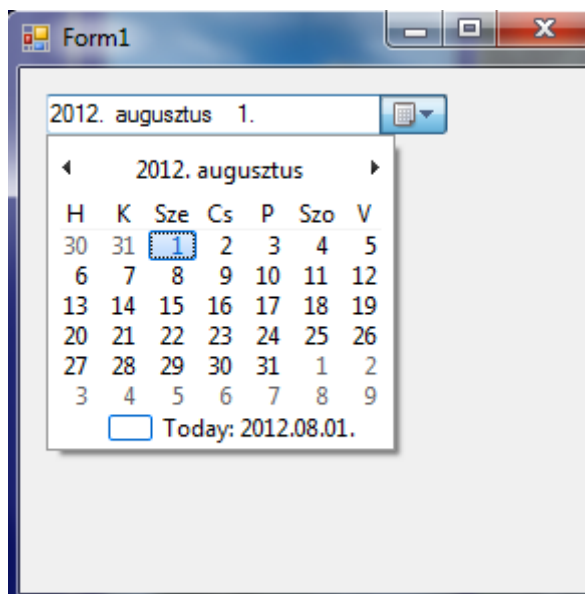 Form1
2012. augusztus 1.
2012. augusztus
H K Sze Cs P Szo V
30 31 1 2 3 4 5
6 7 8 9 10 11 12
13 14 15 16 17 18 19
20 21 22 23 24 25 26
27 28 29 30 31 1 2
3 4 5 6 7 8 9
Today: 2012.08.01.